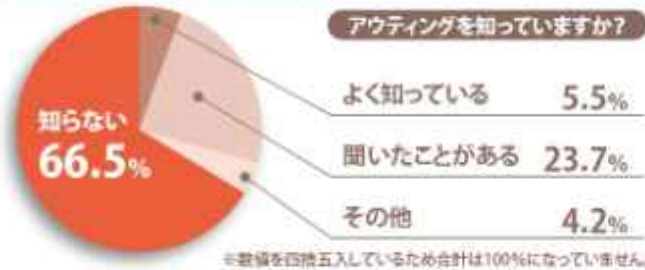 アウティングを知っていますか?
よく知っている 5.5%
知らない
66.5%
聞いたことがある 23.7%
その他 4.2%
※数値を四捨五入しているため合計は100%になっていません。